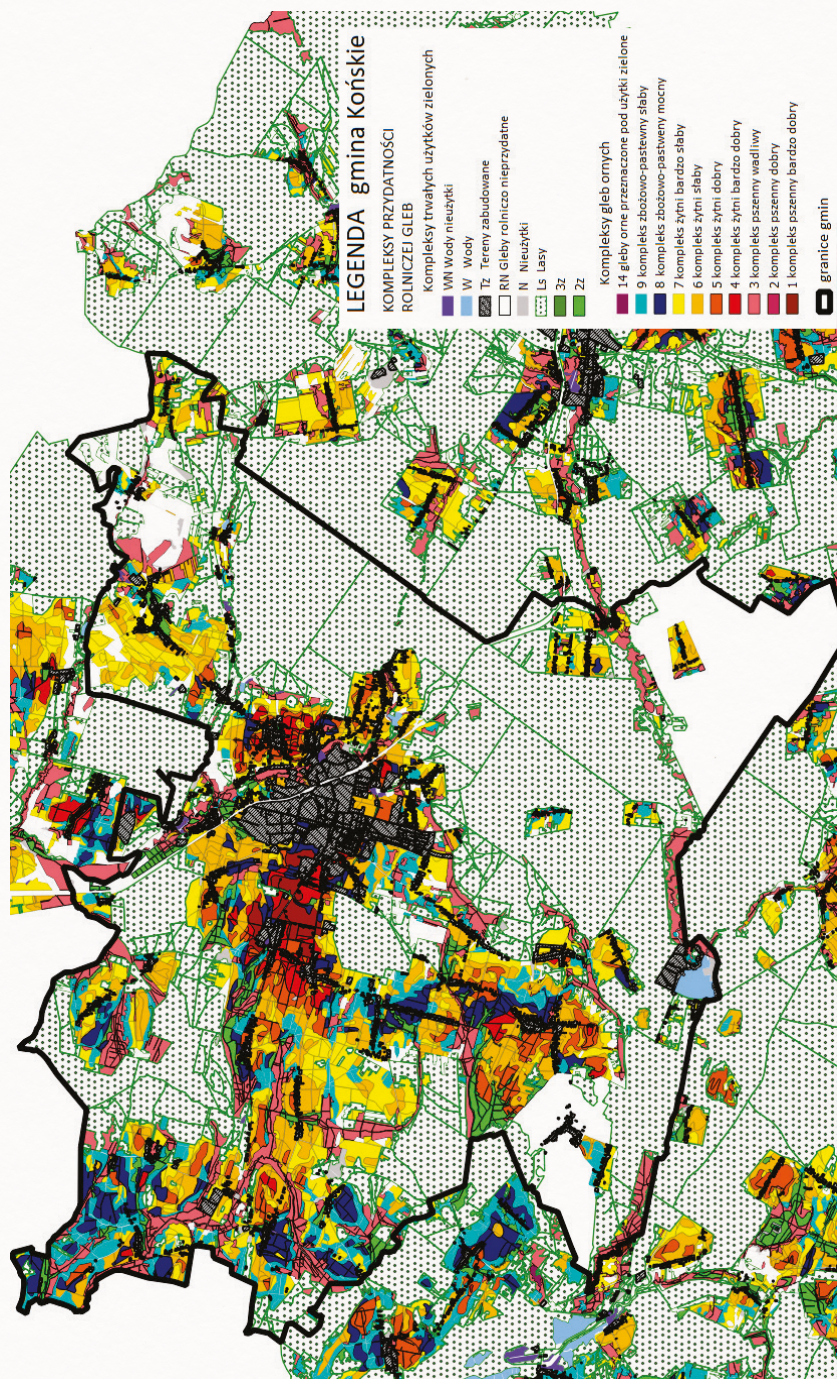 LEGENDA gmina Końskie
KOMPLEKSY PRZYDATNOŚCI
ROLNICZEJ GLEB
Kompleksy trwałych użytków zielonych
WN Wody nieużytki
W Wody
Tz Tereny zabudowane
RN Gleby rolniczo nieprzydatne
N Nieużytki
Ls Lasy
3z
2z
Kompleksy gleb ornych
14 gleby orne przeznaczone pod użytki zielone
9 kompleks zbożowo-pastewny słaby
8 kompleks zbożowo-pastweny mocny
7 kompleks żytni bardzo słaby
6 kompleks żytni słaby
5 kompleks żytni dobry
4 kompleks żytni bardzo dobry
3 kompleks pszenny wadliwy
2 kompleks pszenny dobry
1 kompleks pszenny bardzo dobry
granice gmin